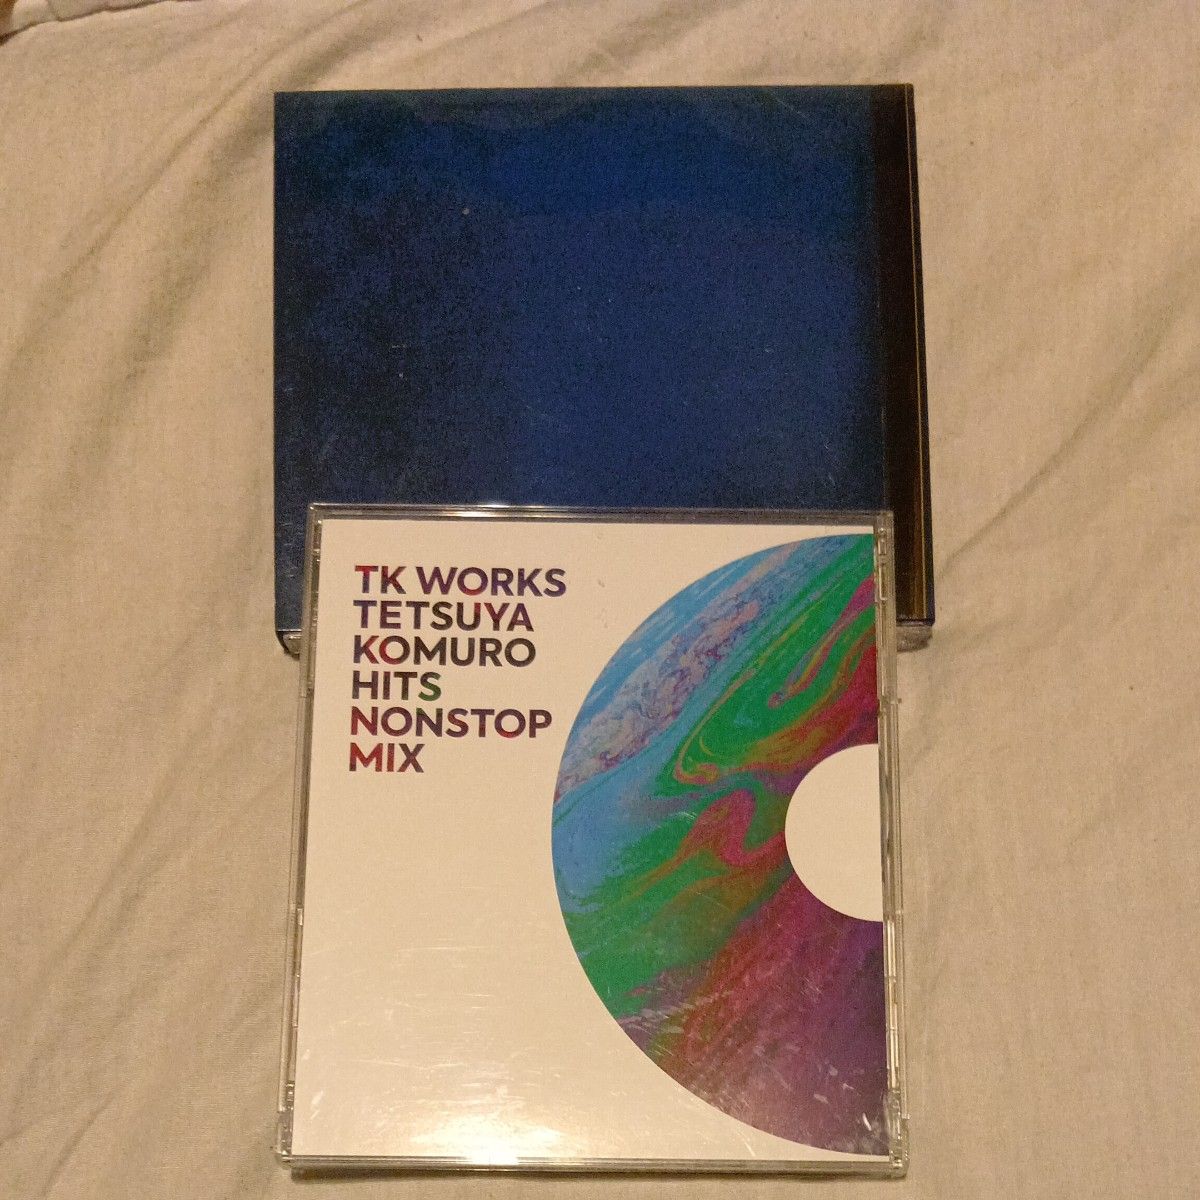 TK WORKS
TETSUYA
KOMURO
HITS
NONSTOP
MIX